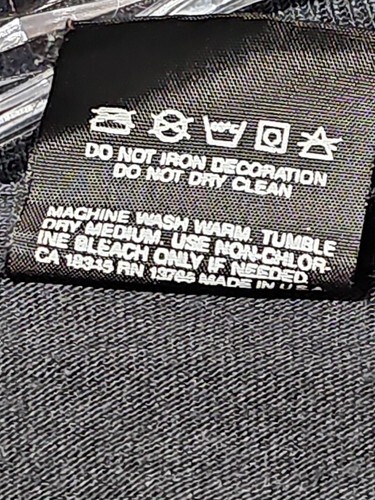 DO NOT IRON DECORATION
DO NOT DRY CLEAN
MACHINE WASH WARM. TUMBLE
DRY MEDIUM. USE NON-CHLOR-
INE BLEACH ONLY IF NEEDED.
CA 18345 RN 13765 MADE IN U.S.A.